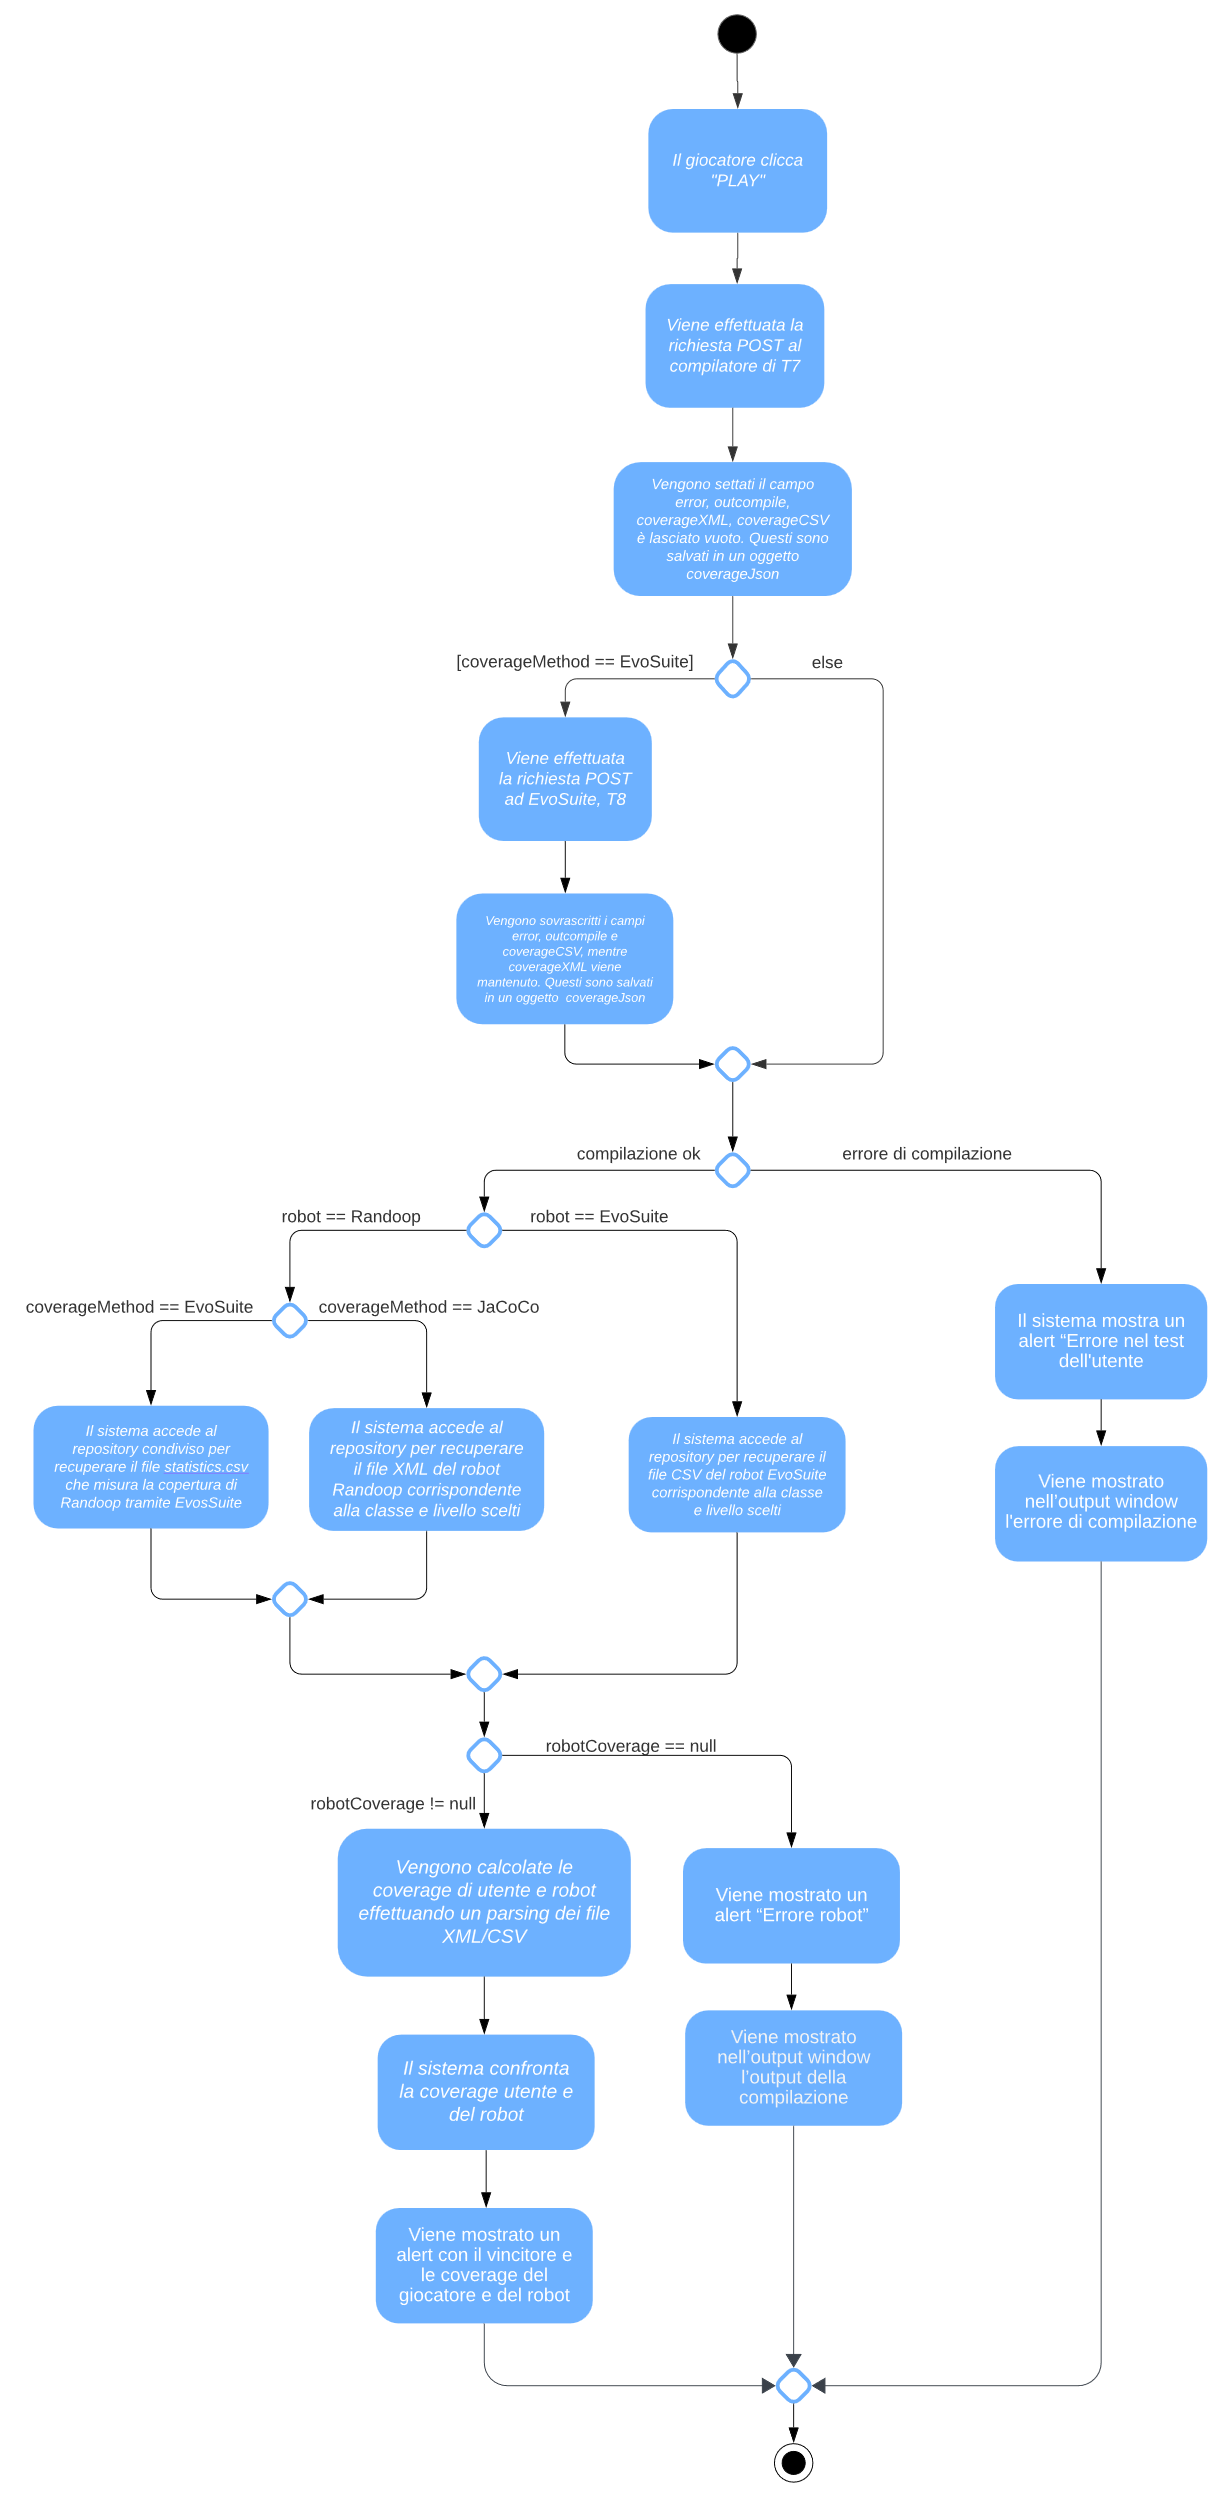 Il giocatore clicca
"PLAY"
Viene effettuata la
richiesta POST al
compilatore di T7
Vengono settati il campo
error, outcompile,
coverageXML, coverageCSV
è lasciato vuoto. Questi sono
salvati in un oggetto
coverageJson
[coverageMethod == EvoSuite]
else
Viene effettuata
la richiesta POST
ad EvoSuite, T8
Vengono sovrascritti i campi
error, outcompile e
coverageCSV, mentre
coverageXML viene
mantenuto. Questi sono salvati
in un oggetto  coverageJson
compilazione ok
errore di compilazione
robot == Randoop
robot == EvoSuite
coverageMethod == EvoSuite
coverageMethod == JaCoCo
Il sistema mostra un
alert “Errore nel test
dell'utente
Il sistema accede al
repository condiviso per
recuperare il file statistics.csv
che misura la copertura di
Randoop tramite EvosSuite
Il sistema accede al
repository per recuperare
il file XML del robot
Randoop corrispondente
alla classe e livello scelti
Il sistema accede al
repository per recuperare il
file CSV del robot EvoSuite
corrispondente alla classe
e livello scelti
Viene mostrato
nell’output window
l'errore di compilazione
robotCoverage == null
robotCoverage != null
Vengono calcolate le
coverage di utente e robot
effettuando un parsing dei file
XML/CSV
Viene mostrato un
alert “Errore robot”
Il sistema confronta
la coverage utente e
del robot
Viene mostrato
nell’output window
l’output della
compilazione
Viene mostrato un
alert con il vincitore e
le coverage del
giocatore e del robot